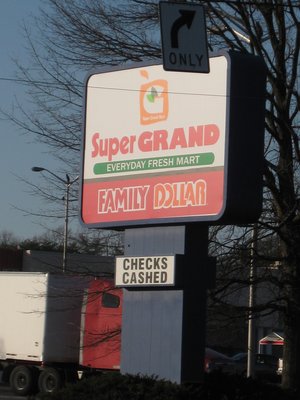 ONLY
Super GRAND
EVERYDAY FRESH MART
FAMILY DOLLAR
CHECKS
CASHED